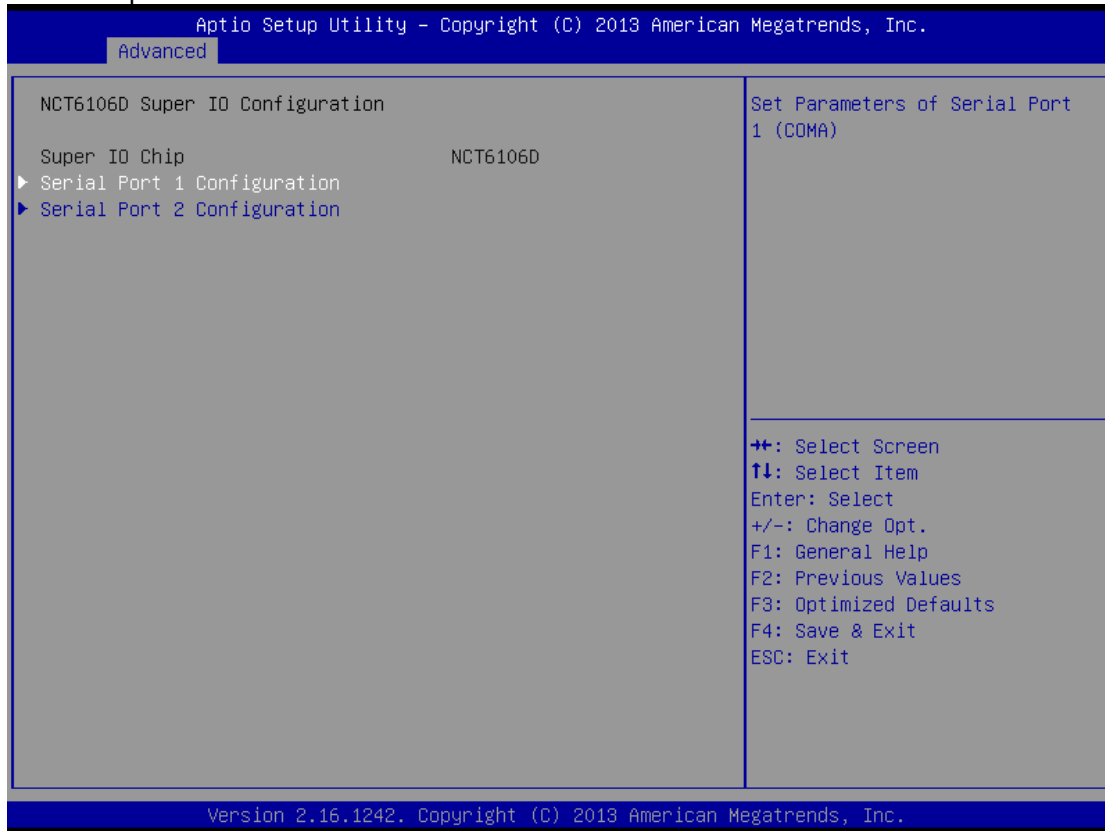 Aptio Setup Utility – Copyright (C) 2013 American Megatrends, Inc.
Advanced
NCT6106D Super IO Configuration
Super IO Chip NCT6106D
▶ Serial Port 1 Configuration
▶ Serial Port 2 Configuration
Set Parameters of Serial Port
1 (COMA)
→←: Select Screen
↑↓: Select Item
Enter: Select
+/-: Change Opt.
F1: General Help
F2: Previous Values
F3: Optimized Defaults
F4: Save & Exit
ESC: Exit
Version 2.16.1242. Copyright (C) 2013 American Megatrends, Inc.